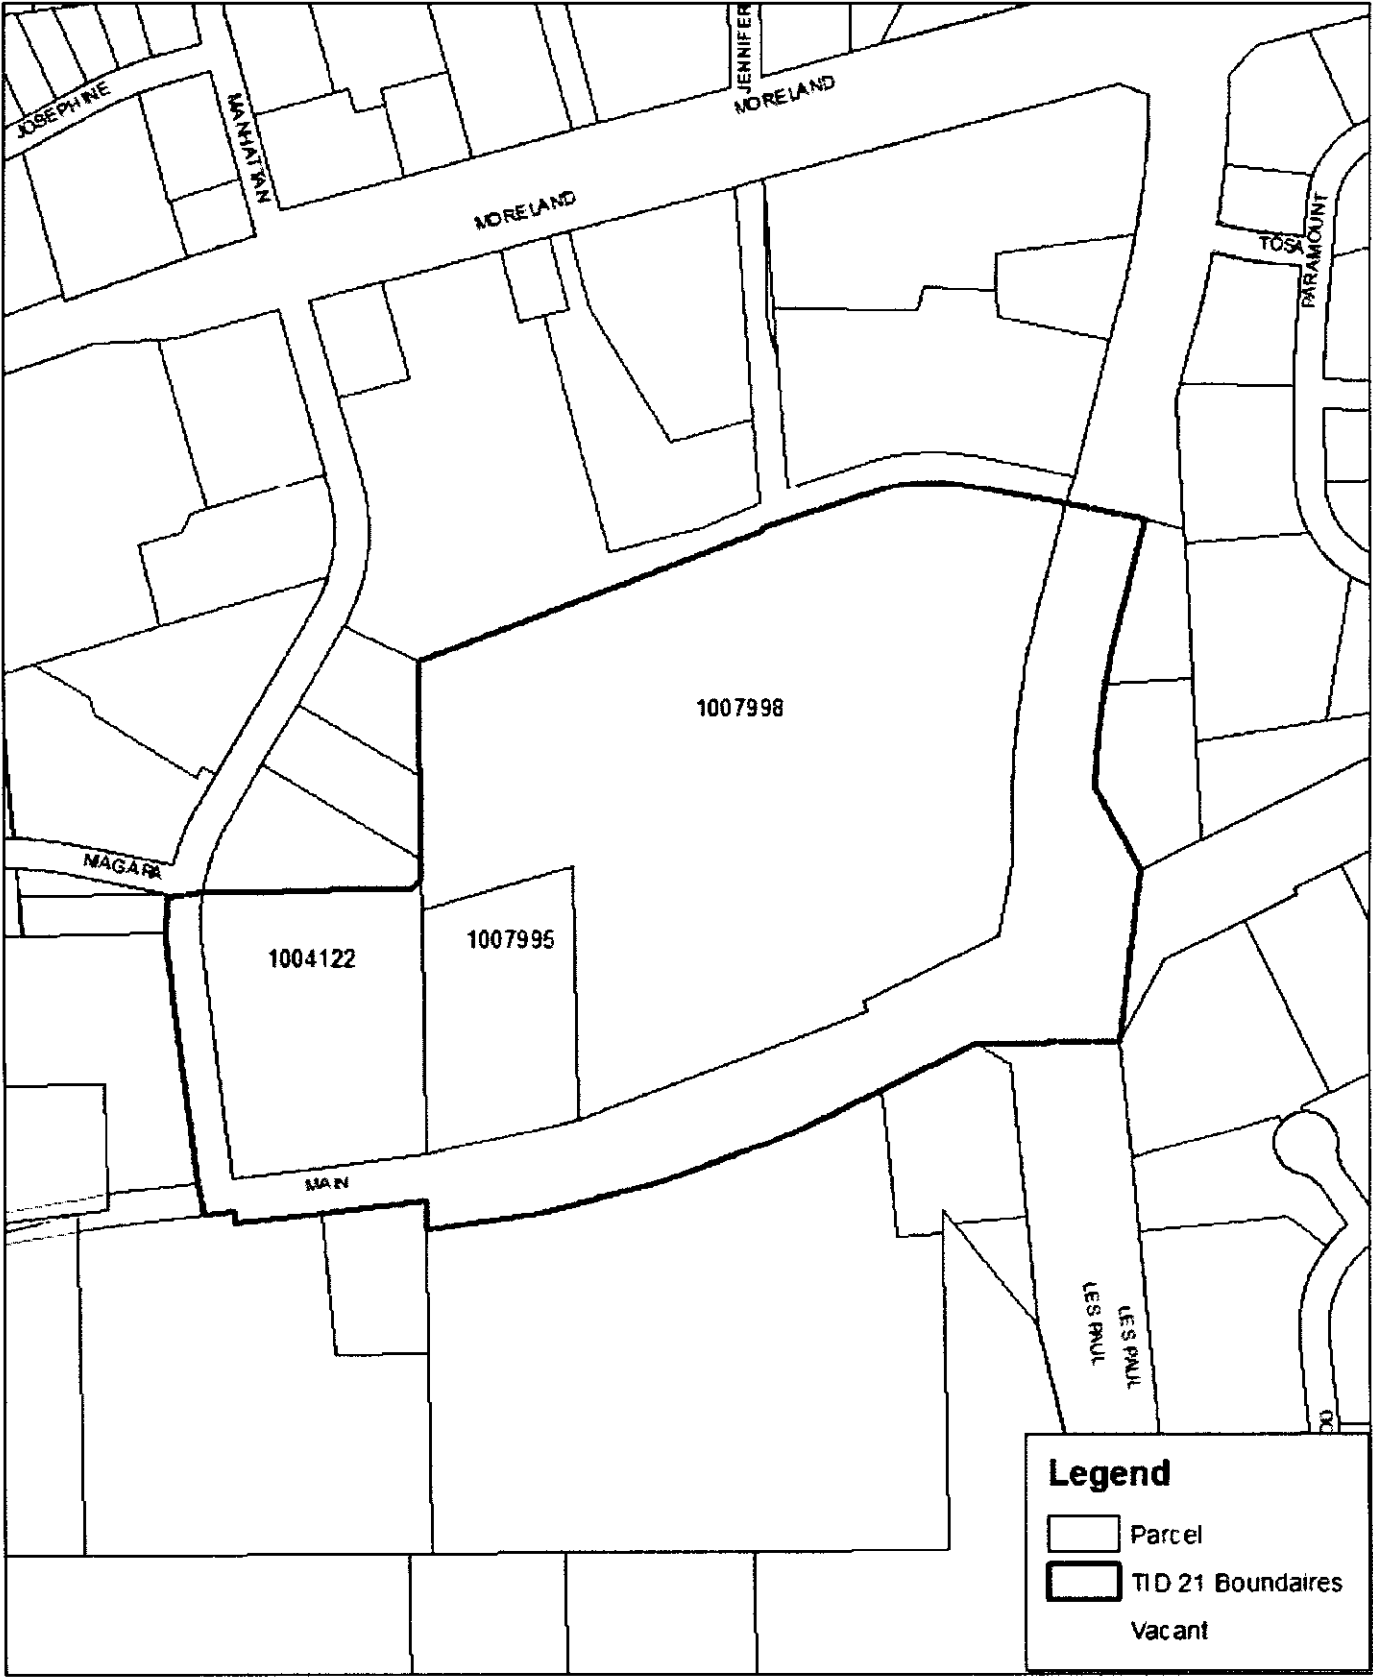 JENNIFER
MORELAND
JOSEPHINE
MANHATTAN
MORELAND
PARAMOUNT
TOSA
1007998
NIAGARA
1007995
1004122
MAIN
LES PAUL
LES PAUL
Legend
Parcel
TID 21 Boundaires
Vacant